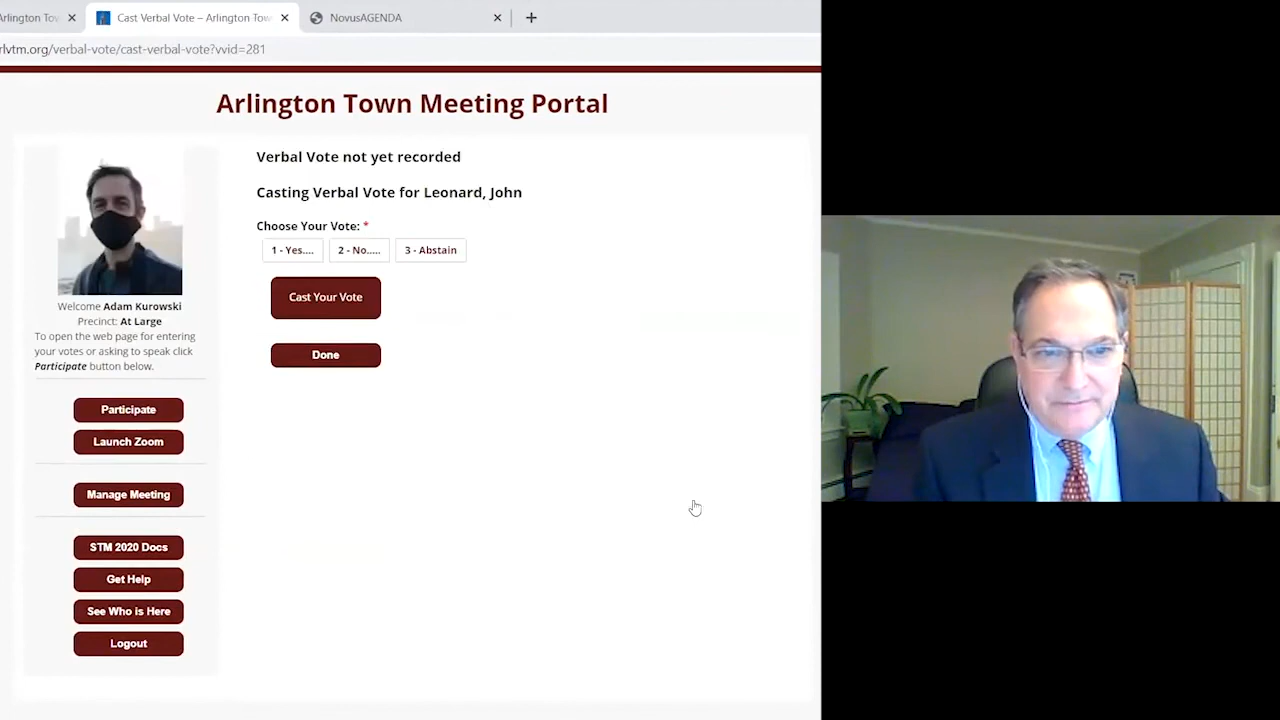 Arlington To
Cast Verbal Vote – Arlington Tow
NovusAGENDA
rlvtm.org/verbal-vote/cast-verbal-vote?vvid=281
Arlington Town Meeting Portal
Verbal Vote not yet recorded
Casting Verbal Vote for Leonard, John
Choose Your Vote: *
1 - Yes....
2 - No.....
3 - Abstain
Cast Your Vote
Done
Welcome Adam Kurowski
Precinct: At Large
To open the web page for entering
your votes or asking to speak click
Participate button below.
Participate
Launch Zoom
Manage Meeting
STM 2020 Docs
Get Help
See Who is Here
Logout